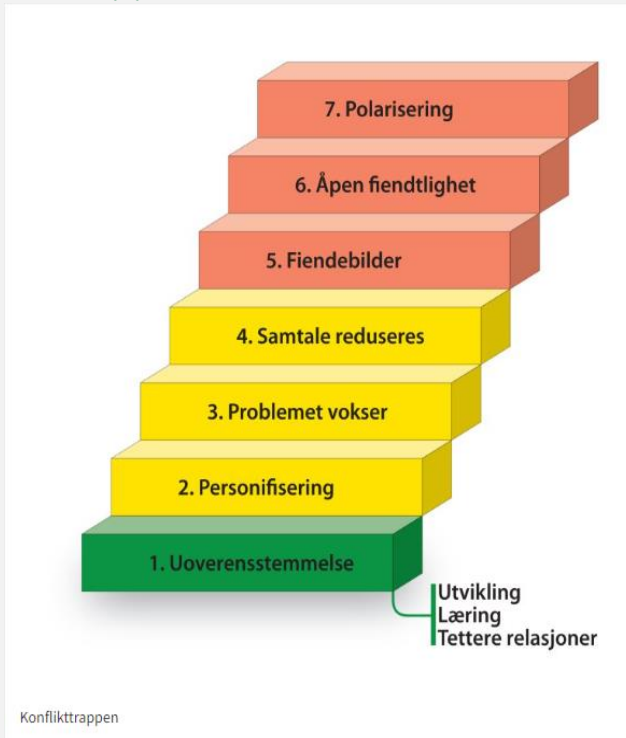 7. Polarisering
6. Åpen fiendtlighet
5. Fiendebilder
4. Samtale reduseres
3. Problemet vokser
2. Personifisering
1. Uoverensstemmelse
Utvikling
Læring
Tettere relasjoner
Konflikttrappen